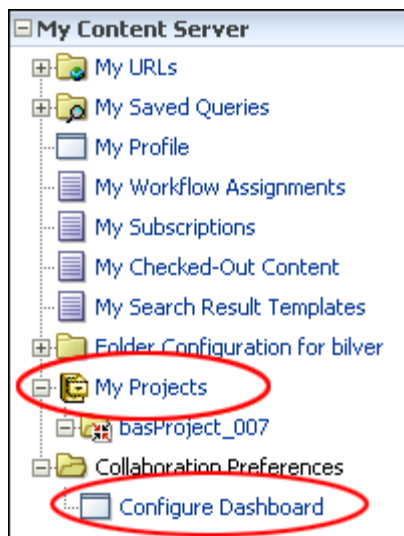 My Content Server
My URLs
My Saved Queries
My Profile
My Workflow Assignments
My Subscriptions
My Checked-Out Content
My Search Result Templates
Folder Configuration for bilver
My Projects
basProject_007
Collaboration Preferences
Configure Dashboard